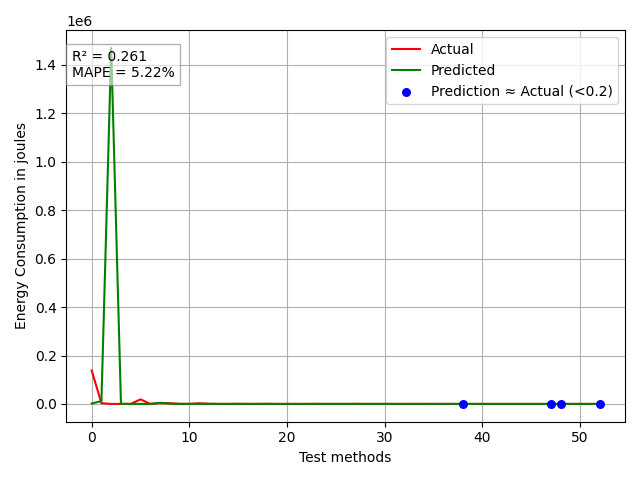 1e6
R² = 0.261
MAPE = 5.22%
Actual
Predicted
Prediction ≈ Actual (<0.2)
1.4
1.2
1.0
0.8
0.6
0.4
0.2
0.0
Energy Consumption in joules
0 10 20 30 40 50
Test methods